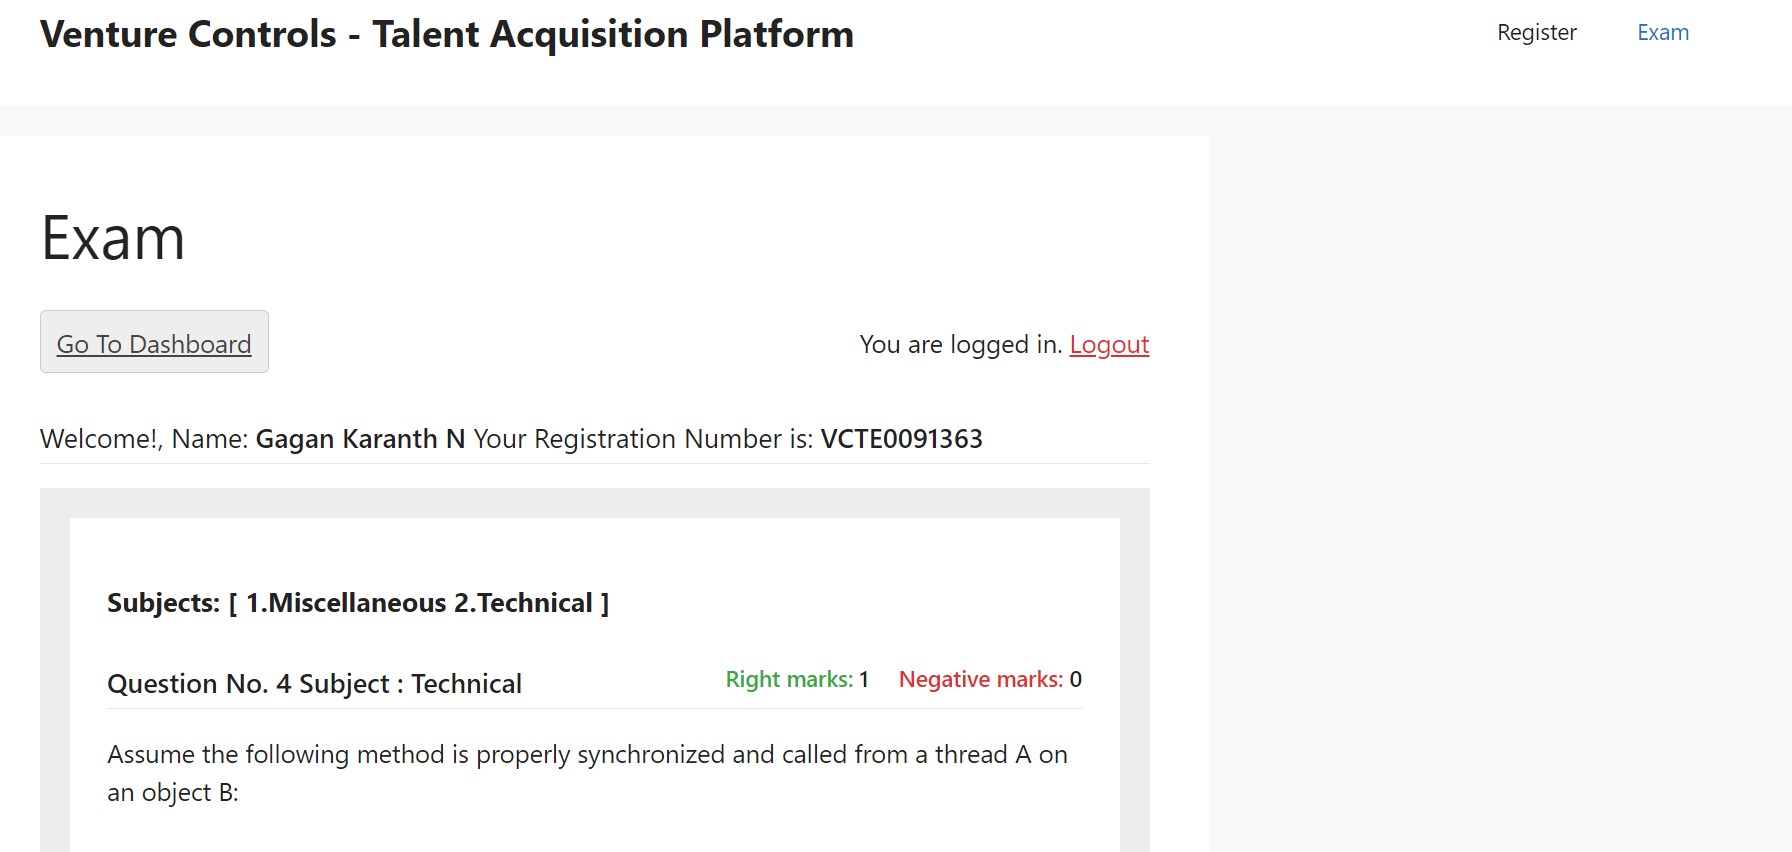 Venture Controls - Talent Acquisition Platform
Register
Exam
Exam
Go To Dashboard
You are logged in. Logout
Welcome!, Name: Gagan Karanth N Your Registration Number is: VCTE0091363
Subjects: [ 1.Miscellaneous 2.Technical ]
Question No. 4 Subject : Technical
Right marks: 1
Negative marks: 0
Assume the following method is properly synchronized and called from a thread A on
an object B: